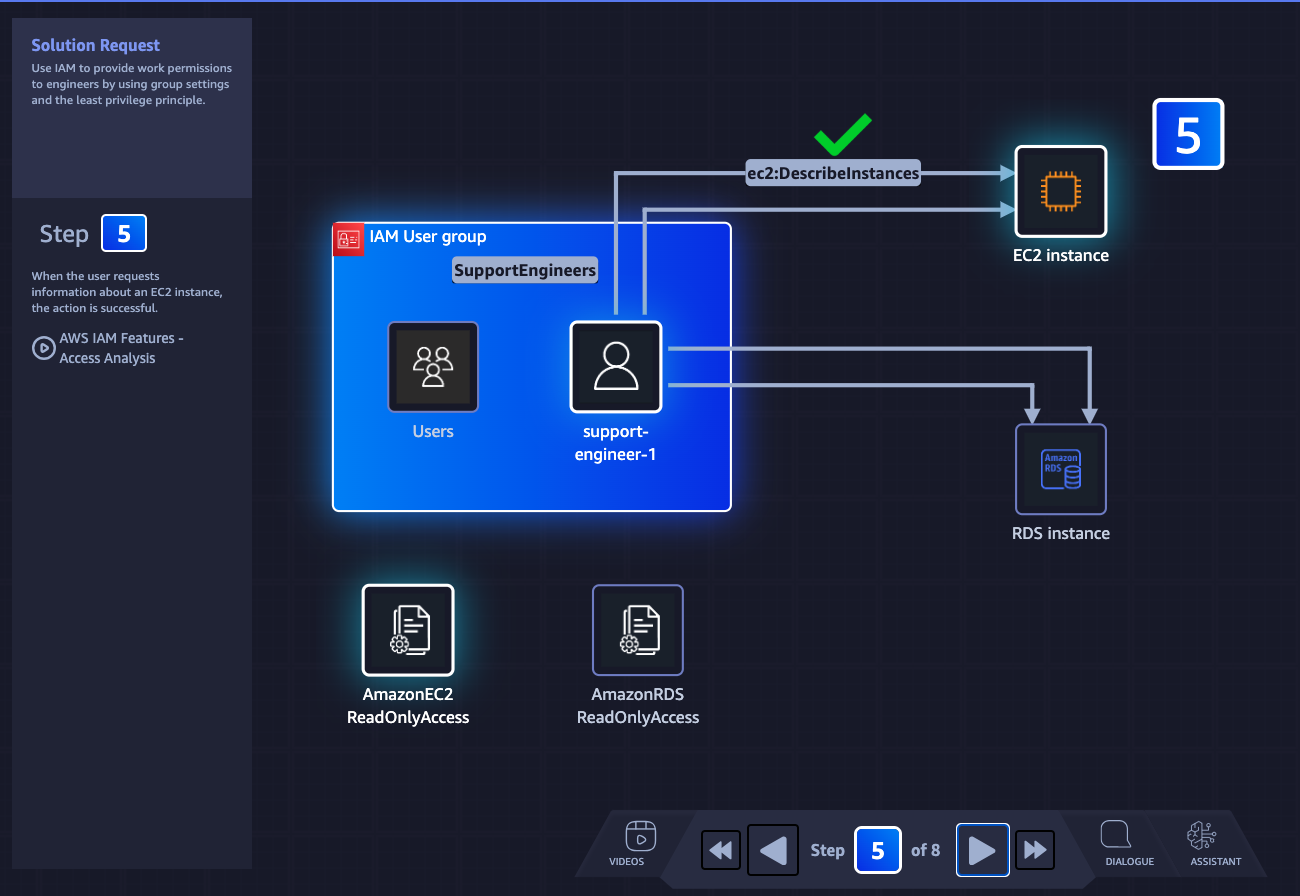 Solution Request
Use IAM to provide work permissions
to engineers by using group settings
and the least privilege principle.
Step 5
When the user requests
information about an EC2 instance,
the action is successful.
AWS IAM Features -
Access Analysis
5
ec2:DescribeInstances
EC2 instance
IAM User group
SupportEngineers
Users
support-
engineer-1
Amazon
RDS
RDS instance
AmazonEC2
ReadOnlyAccess
AmazonRDS
ReadOnlyAccess
VIDEOS
Step 5 of 8
DIALOGUE
ASSISTANT